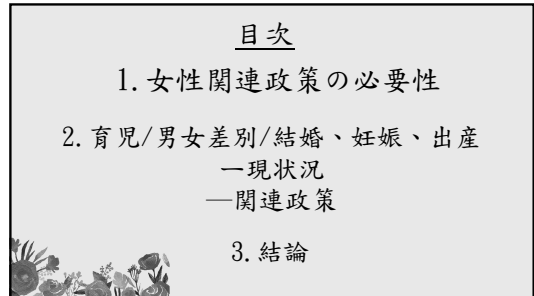 目次
1.女性関連政策の必要性
2.育児/男女差別/結婚、妊娠、出産
ー現状況
―関連政策
3.結論